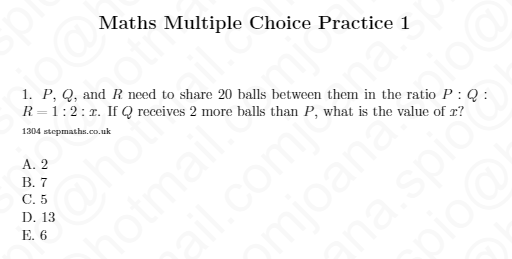 Maths Multiple Choice Practice 1
1. P, Q, and R need to share 20 balls between them in the ratio P : Q :
R = 1 : 2 : x. If Q receives 2 more balls than P, what is the value of x?
1304 stepmaths.co.uk
A. 2
B. 7
C. 5
D. 13
E. 6